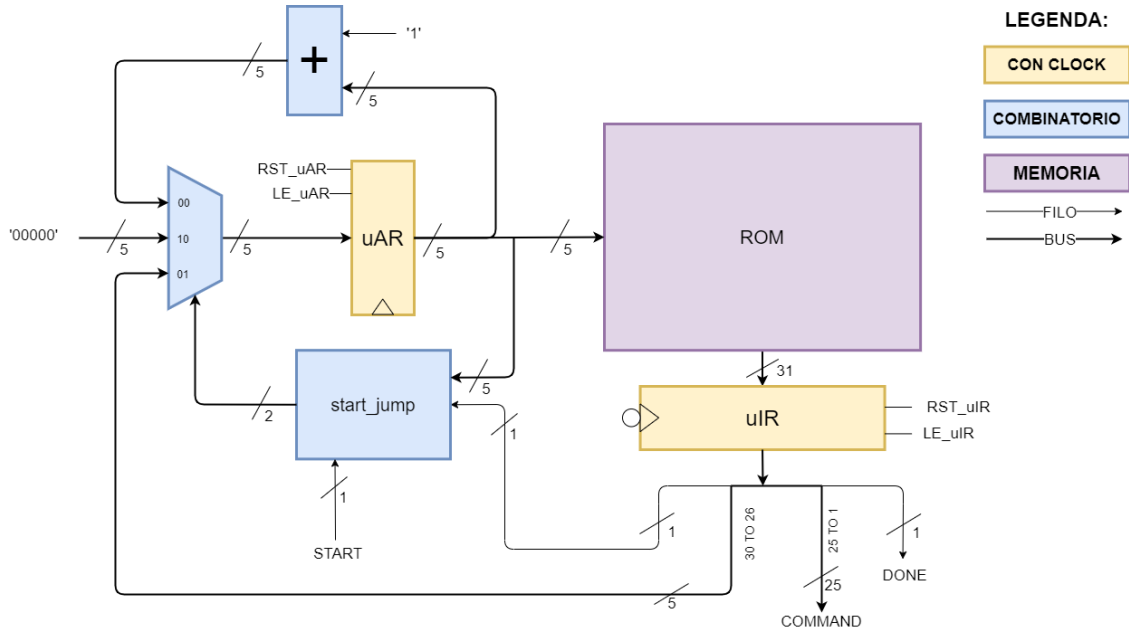 LEGENDA:
CON CLOCK
COMBINATORIO
MEMORIA
FILO
BUS
'1'
+
5
5
RST_uAR
LE_uAR
00
10
01
'00000'
5
5
uAR
5
5
ROM
31
start_jump
5
2
1
1
START
uIR
RST_uIR
LE_uIR
1
30 TO 26
25 TO 1
1
DONE
25
5
COMMAND